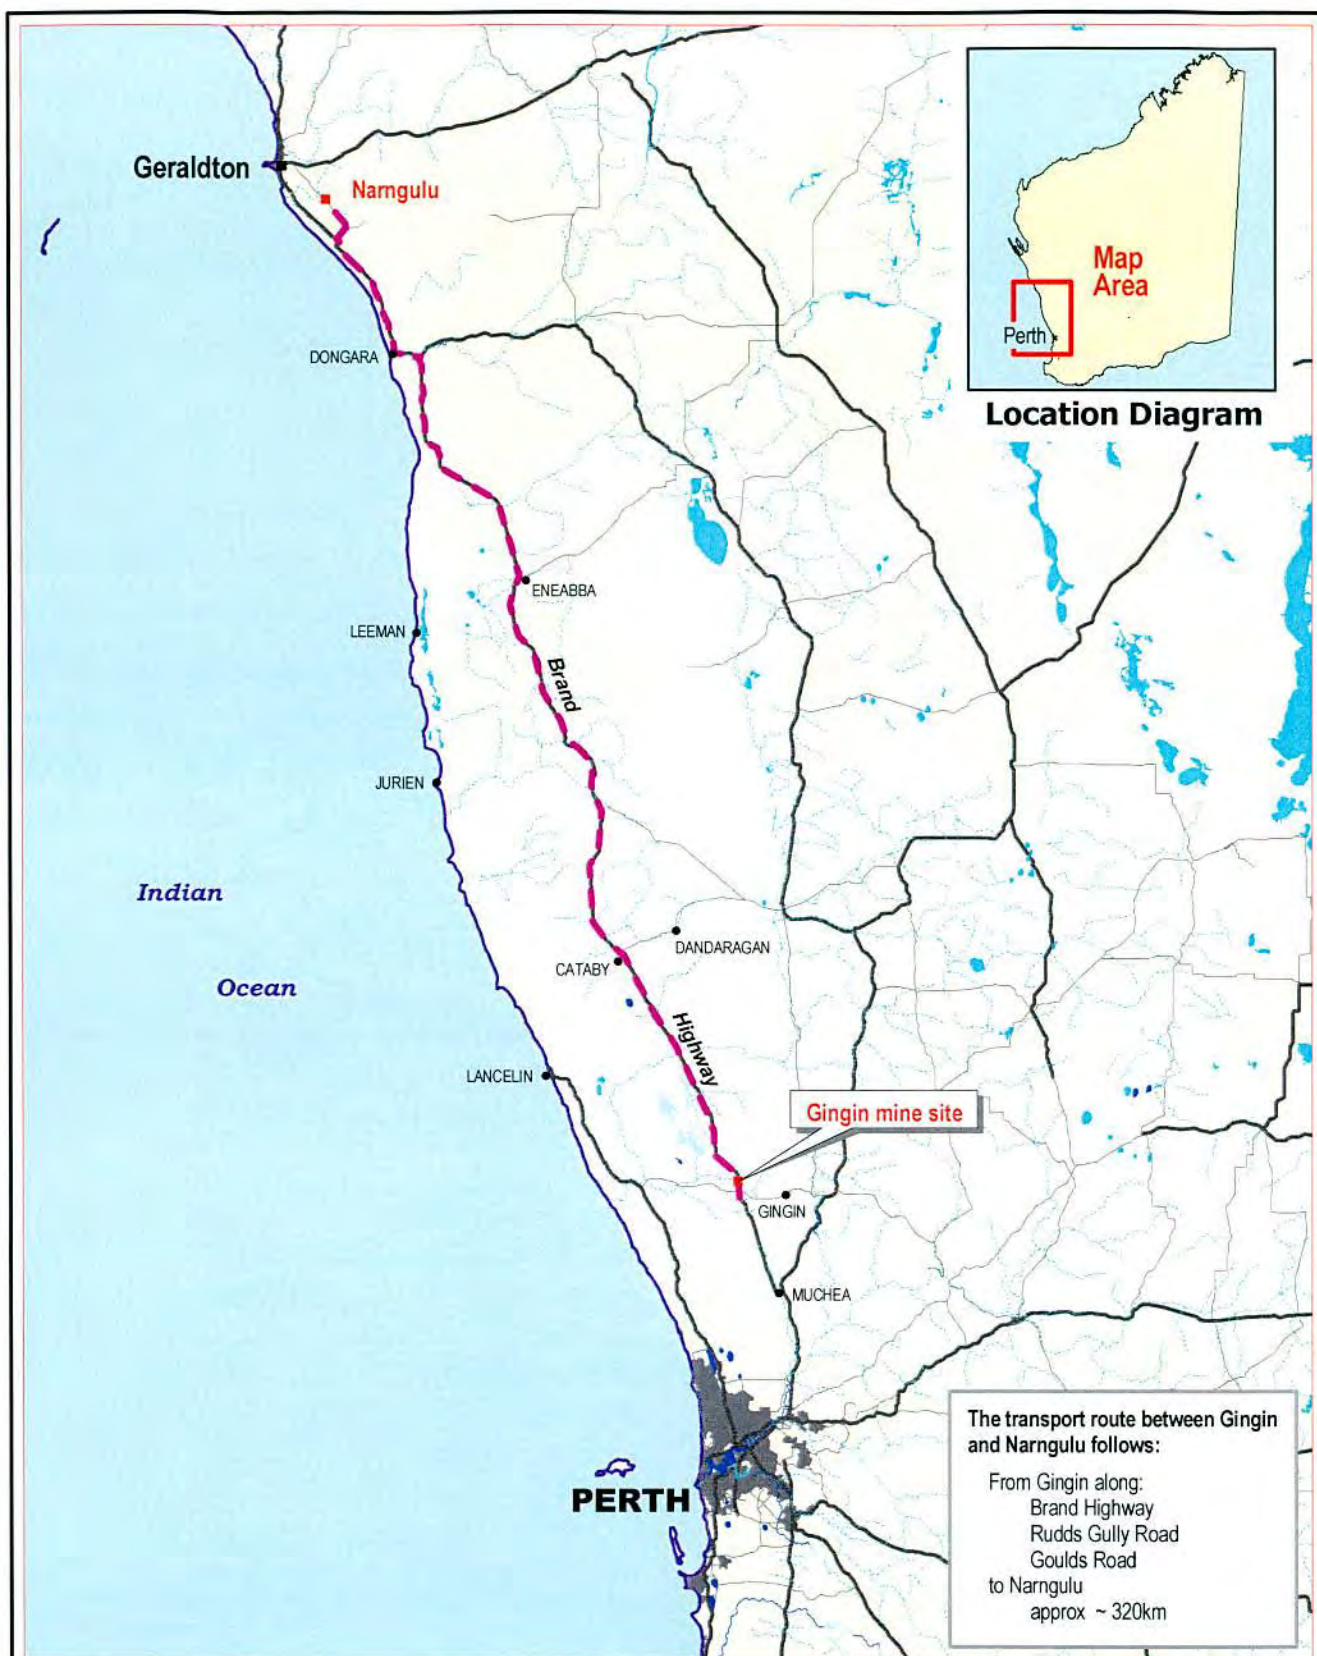 Geraldton
Narngulu
Map
Area
Perth
Location Diagram
DONGARA
ENEABBA
LEEMAN
Brand
JURIEN
Indian
Ocean
DANDARAGAN
CATABY
Highway
LANCELIN
Gingin mine site
GINGIN
MUCHEA
PERTH
The transport route between Gingin
and Narngulu follows:
From Gingin along:
Brand Highway
Rudds Gully Road
Goulds Road
to Narngulu
approx ~ 320km